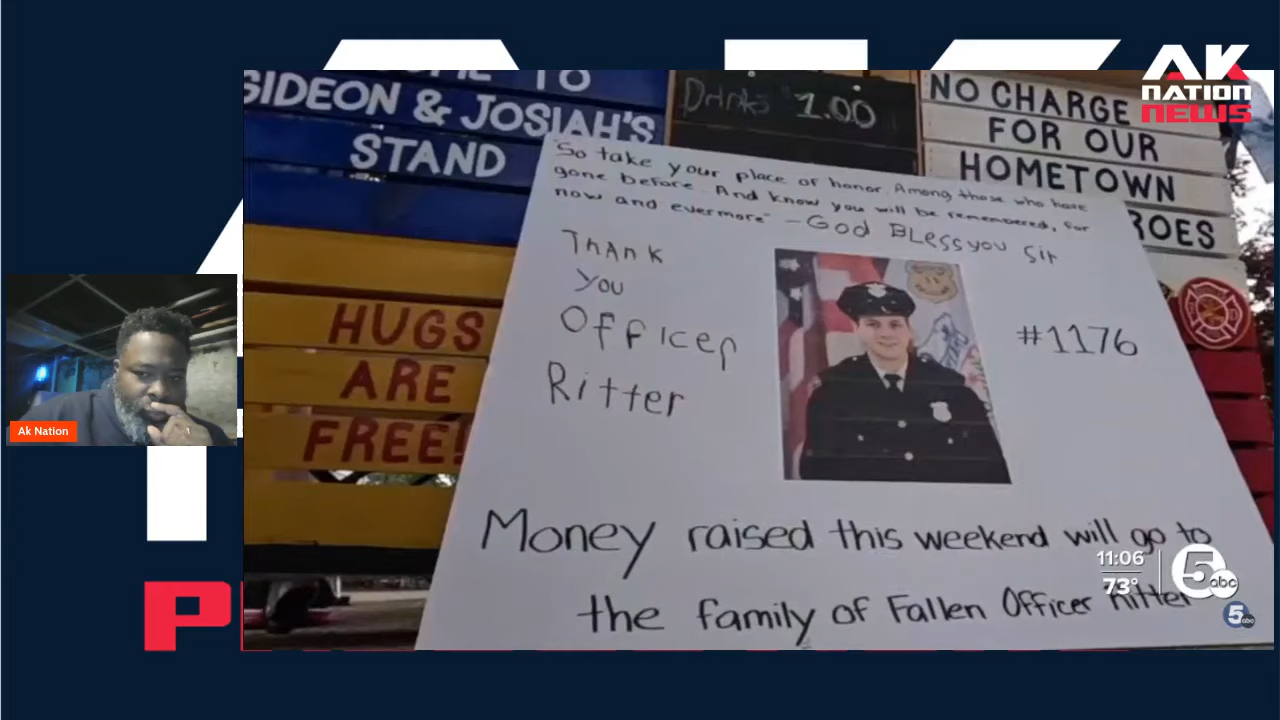 AK
NATION
NEWS
TO
GIDEON & JOSIAH'S
STAND
Drinks 1.00
NO CHARGE
FOR OUR
HOMETOWN
ROES
HUGS
ARE
FREE!
"So take your place of honor. Among those who have
gone before. And know you will be remembered, for
now and evermore" - God Bless you Sir
Thank
you
Officer
Ritter
#1176
Money raised this weekend will go to
the family of Fallen Officer Ritter
11:06
73°
5 abc
5 abc
Ak Nation
P